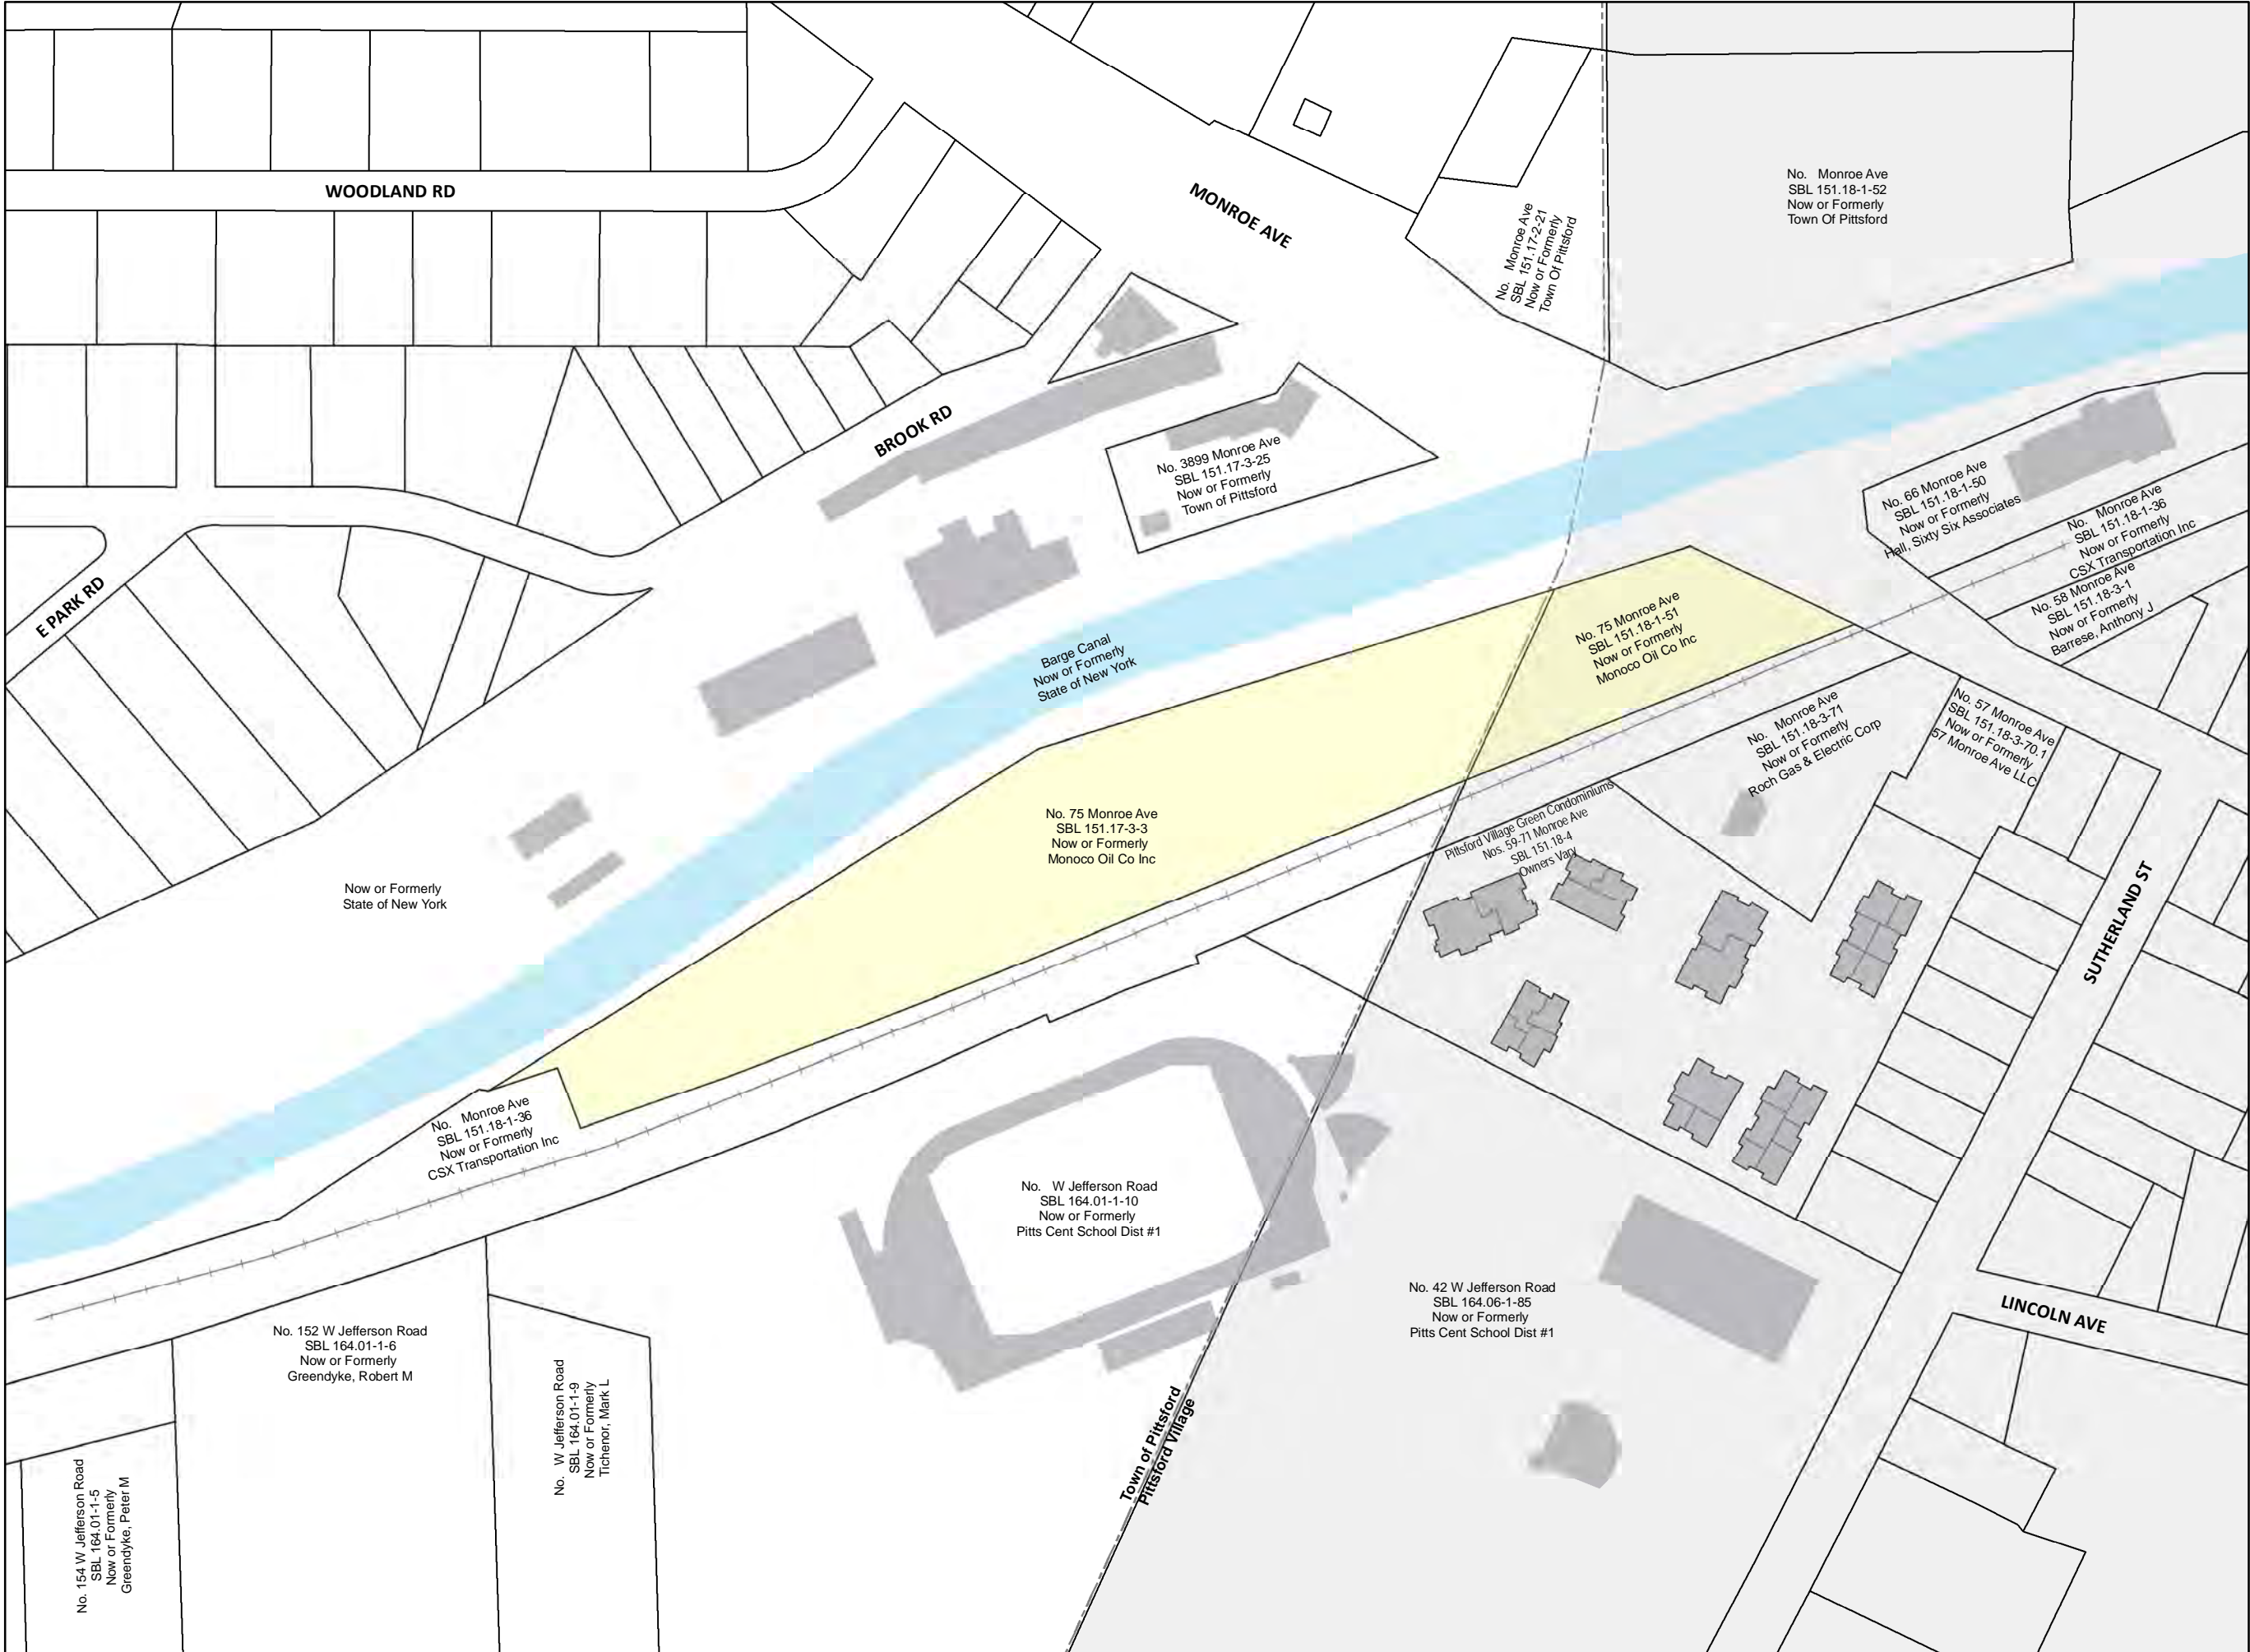 WOODLAND RD
MONROE AVE
No.   Monroe Ave
SBL 151.17-2-21
Now or Formerly
Town Of Pittsford
No.   Monroe Ave
SBL 151.18-1-52
Now or Formerly
Town Of Pittsford
BROOK RD
No. 3899 Monroe Ave
SBL 151.17-3-25
Now or Formerly
Town of Pittsford
No. 66 Monroe Ave
SBL 151.18-1-50
Now or Formerly
Hall, Sixty Six Associates
No.   Monroe Ave
SBL 151.18-1-36
Now or Formerly
CSX Transportation Inc
No. 58 Monroe Ave
SBL 151.18-3-1
Now or Formerly
Barrese, Anthony J
E PARK RD
Barge Canal
Now or Formerly
State of New York
No. 75 Monroe Ave
SBL 151.18-1-51
Now or Formerly
Monoco Oil Co Inc
No.   Monroe Ave
SBL 151.18-3-71
Now or Formerly
Roch Gas & Electric Corp
No. 57 Monroe Ave
SBL 151.18-3-70.1
Now or Formerly
57 Monroe Ave LLC
No. 75 Monroe Ave
SBL 151.17-3-3
Now or Formerly
Monoco Oil Co Inc
Pittsford Village Green Condominiums
Nos. 59-71 Monroe Ave
SBL 151.18-4
Owners Vary
Now or Formerly
State of New York
SUTHERLAND ST
No.   Monroe Ave
SBL 151.18-1-36
Now or Formerly
CSX Transportation Inc
No.   W Jefferson Road
SBL 164.01-1-10
Now or Formerly
Pitts Cent School Dist #1
No. 42 W Jefferson Road
SBL 164.06-1-85
Now or Formerly
Pitts Cent School Dist #1
LINCOLN AVE
No. 152 W Jefferson Road
SBL 164.01-1-6
Now or Formerly
Greendyke, Robert M
No.   W Jefferson Road
SBL 164.01-1-9
Now or Formerly
Tichenor, Mark L
Town of Pittsford
Pittsford Village
No. 154 W Jefferson Road
SBL 164.01-1-5
Now or Formerly
Greendyke, Peter M